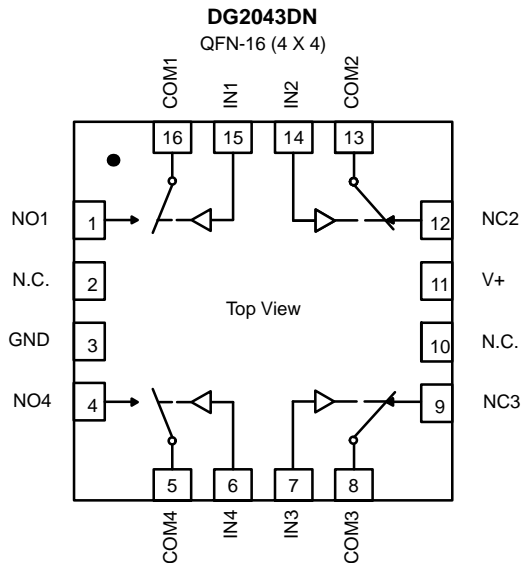 DG2043DN
QFN-16 (4 X 4)
COM1 IN1 IN2 COM2
16 15 14 13
NO1 1 12 NC2
N.C. 2 11 V+
Top View
GND 3 10 N.C.
NO4 4 9 NC3
5 6 7 8
COM4 IN4 IN3 COM3